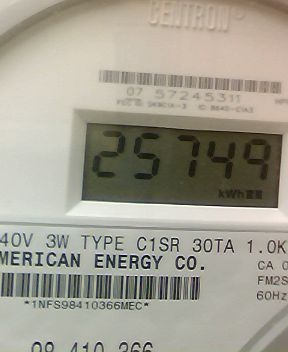 CENTRON
07 57245311
25749
kWh
40V 3W TYPE C1SR 30TA 1.0K
MERICAN ENERGY CO.
CA 0
FM2S
60Hz
*1NFS98410366MEC*
98 410 366